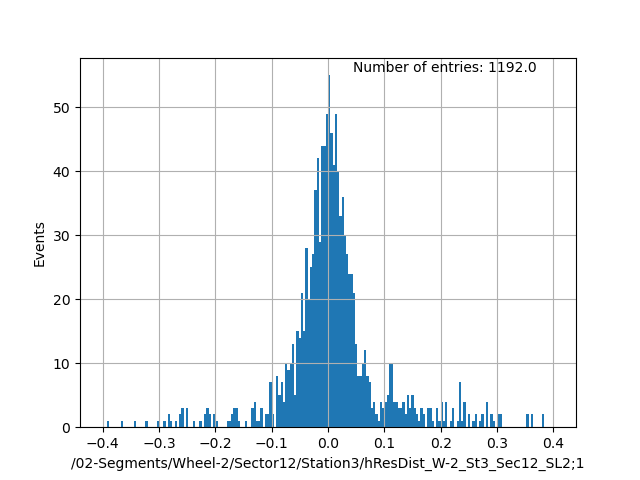 Number of entries: 1192.0
Events
50
40
30
20
10
0
−0.4 −0.3 −0.2 −0.1 0.0 0.1 0.2 0.3 0.4
/02-Segments/Wheel-2/Sector12/Station3/hResDist_W-2_St3_Sec12_SL2;1